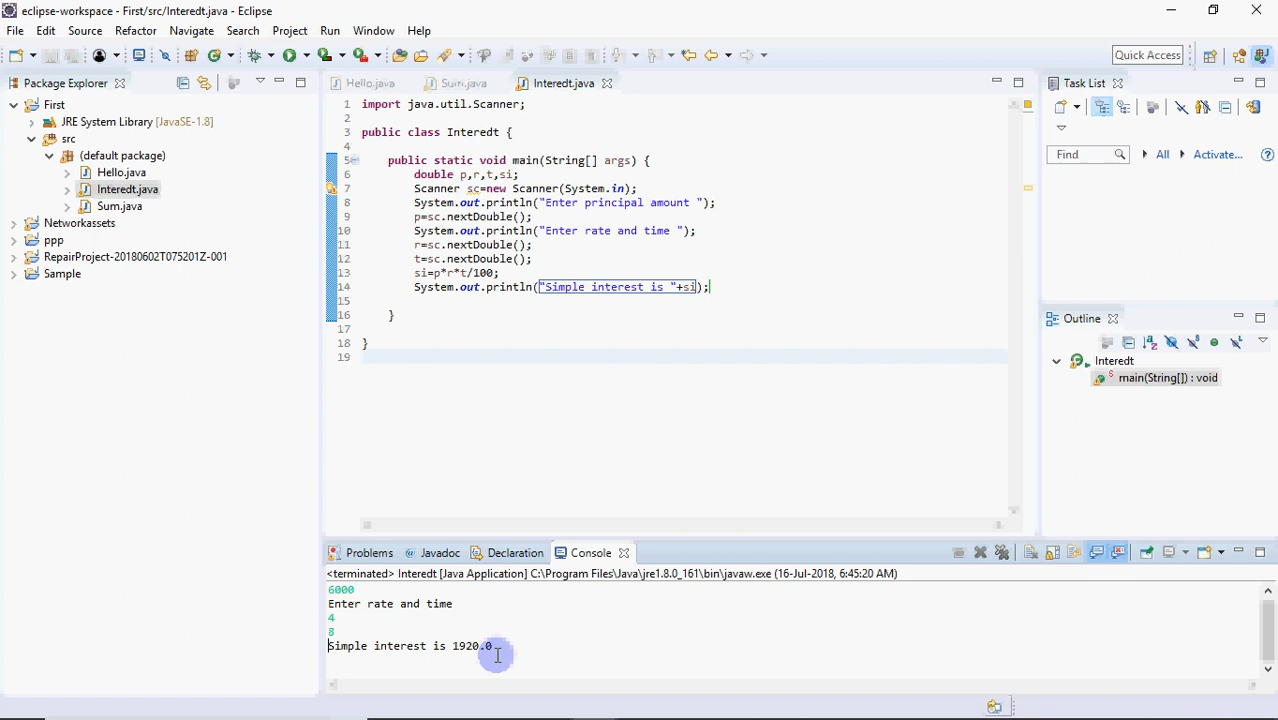 eclipse-workspace - First/src/Interedt.java - Eclipse
File Edit Source Refactor Navigate Search Project Run Window Help
Quick Access
Package Explorer
First
JRE System Library [JavaSE-1.8]
src
(default package)
Hello.java
Interedt.java
Sum.java
Networkassets
ppp
RepairProject-20180602T075201Z-001
Sample
Hello.java Sum.java Interedt.java
1 import java.util.Scanner;
2
3 public class Interedt {
4
5 public static void main(String[] args) {
6 double p,r,t,si;
7 Scanner sc=new Scanner(System.in);
8 System.out.println("Enter principal amount ");
9 p=sc.nextDouble();
10 System.out.println("Enter rate and time ");
11 r=sc.nextDouble();
12 t=sc.nextDouble();
13 si=p*r*t/100;
14 System.out.println("Simple interest is "+si);
15
16 }
17
18 }
19
Task List
Find All Activate...
Outline
Interedt
main(String[]) : void
Problems Javadoc Declaration Console
<terminated> Interedt [Java Application] C:\Program Files\Java\jre1.8.0_161\bin\javaw.exe (16-Jul-2018, 6:45:20 AM)
6000
Enter rate and time
4
8
Simple interest is 1920.0